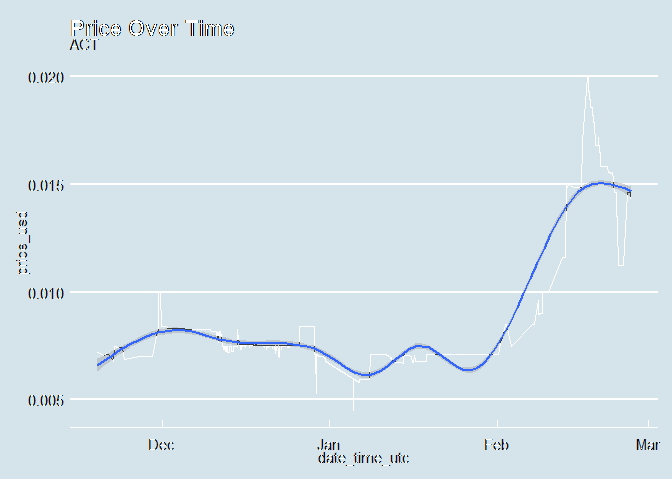 Price Over Time
ACT
0.020
0.015
0.010
0.005
price_usd
Dec
Jan
Feb
Mar
date_time_utc